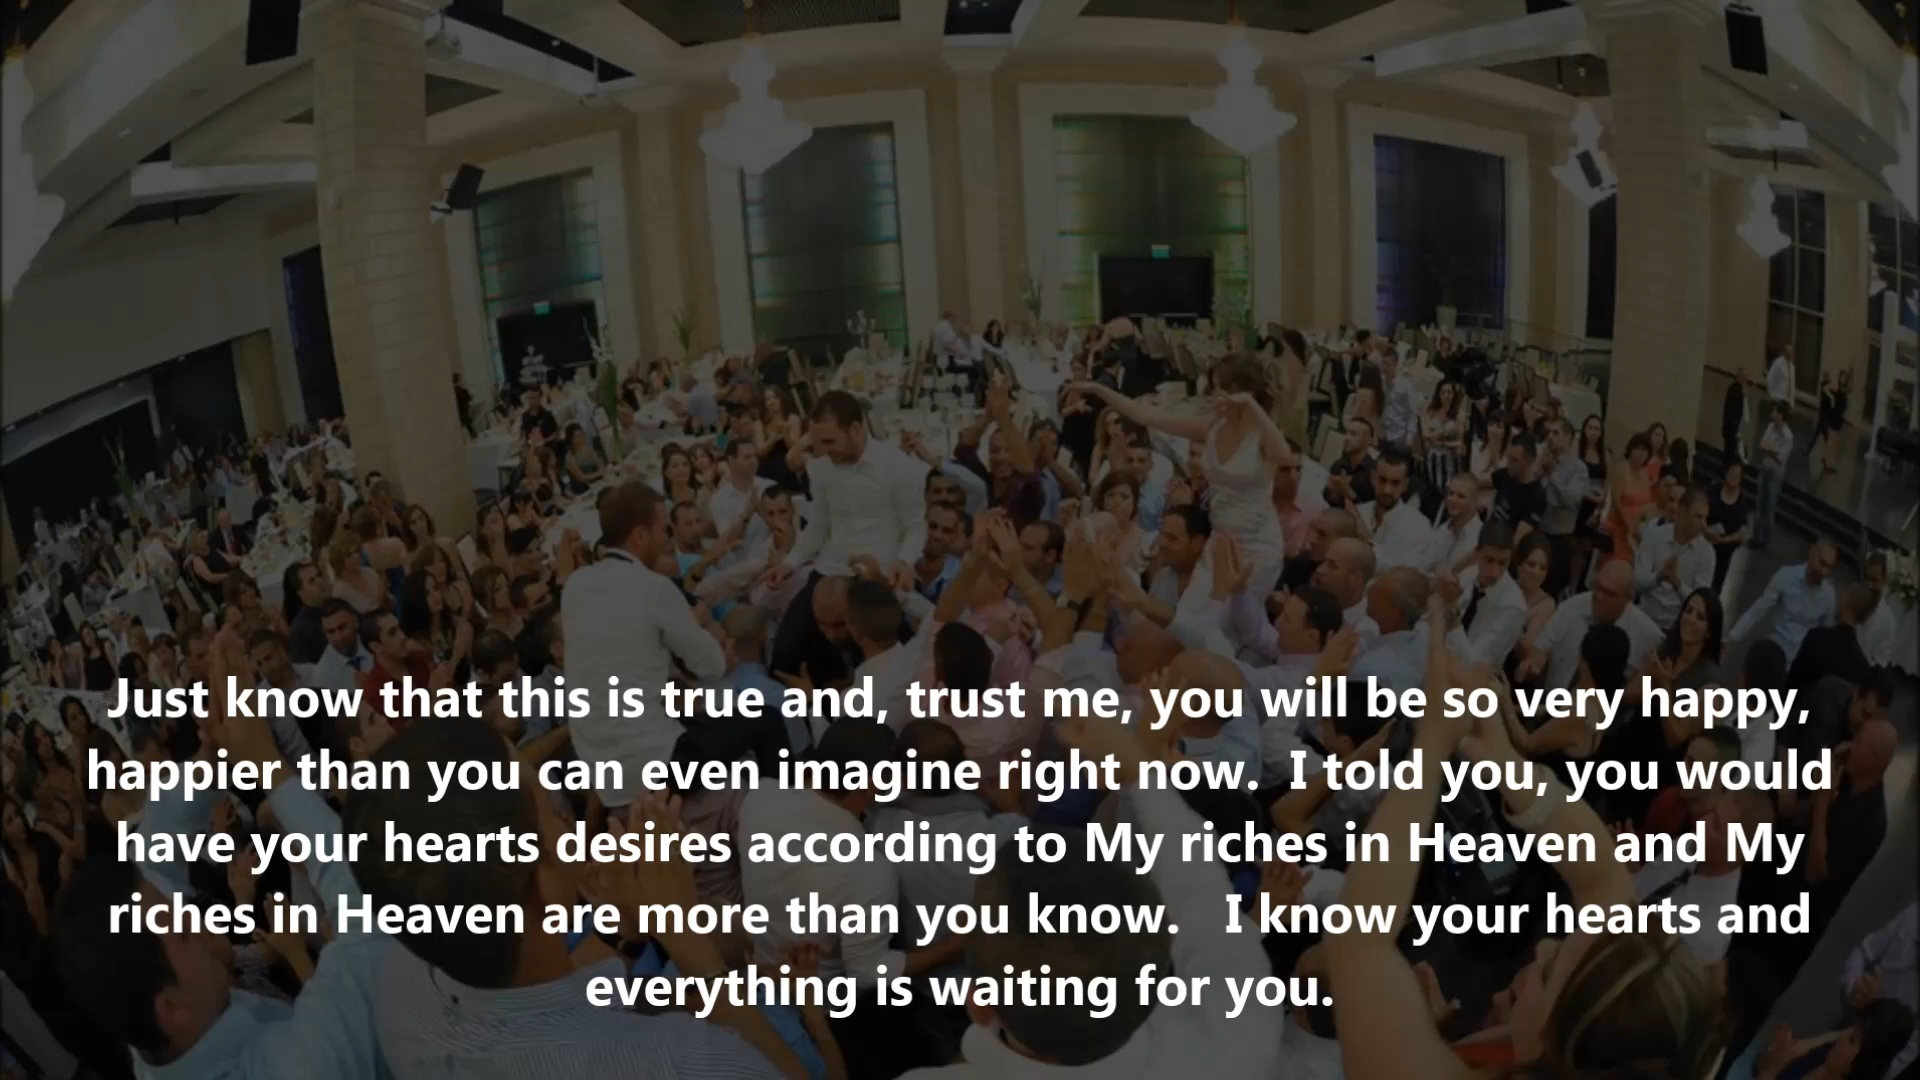 Just know that this is true and, trust me, you will be so very happy,
happier than you can even imagine right now.  I told you, you would
have your hearts desires according to My riches in Heaven and My
riches in Heaven are more than you know.   I know your hearts and
everything is waiting for you.